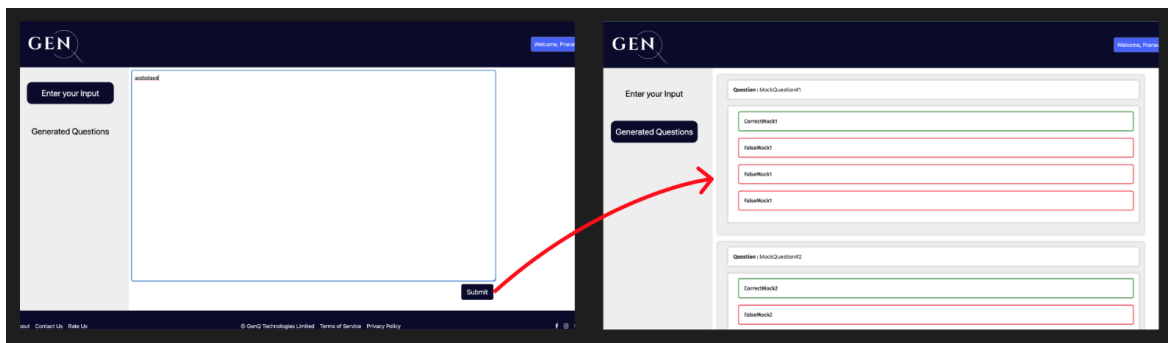 GEN Q
Welcome, Prana
Enter your Input
Generated Questions
Submit
out Contact Us Rate Us
© GenQ Technologies Limited Terms of Service Privacy Policy
GEN Q
Welcome, Prana
Enter your Input
Generated Questions
Question : MockQuestion#1
CorrectMock1
FalseMock1
FalseMock1
FalseMock1
Question : MockQuestion#2
CorrectMock2
FalseMock2